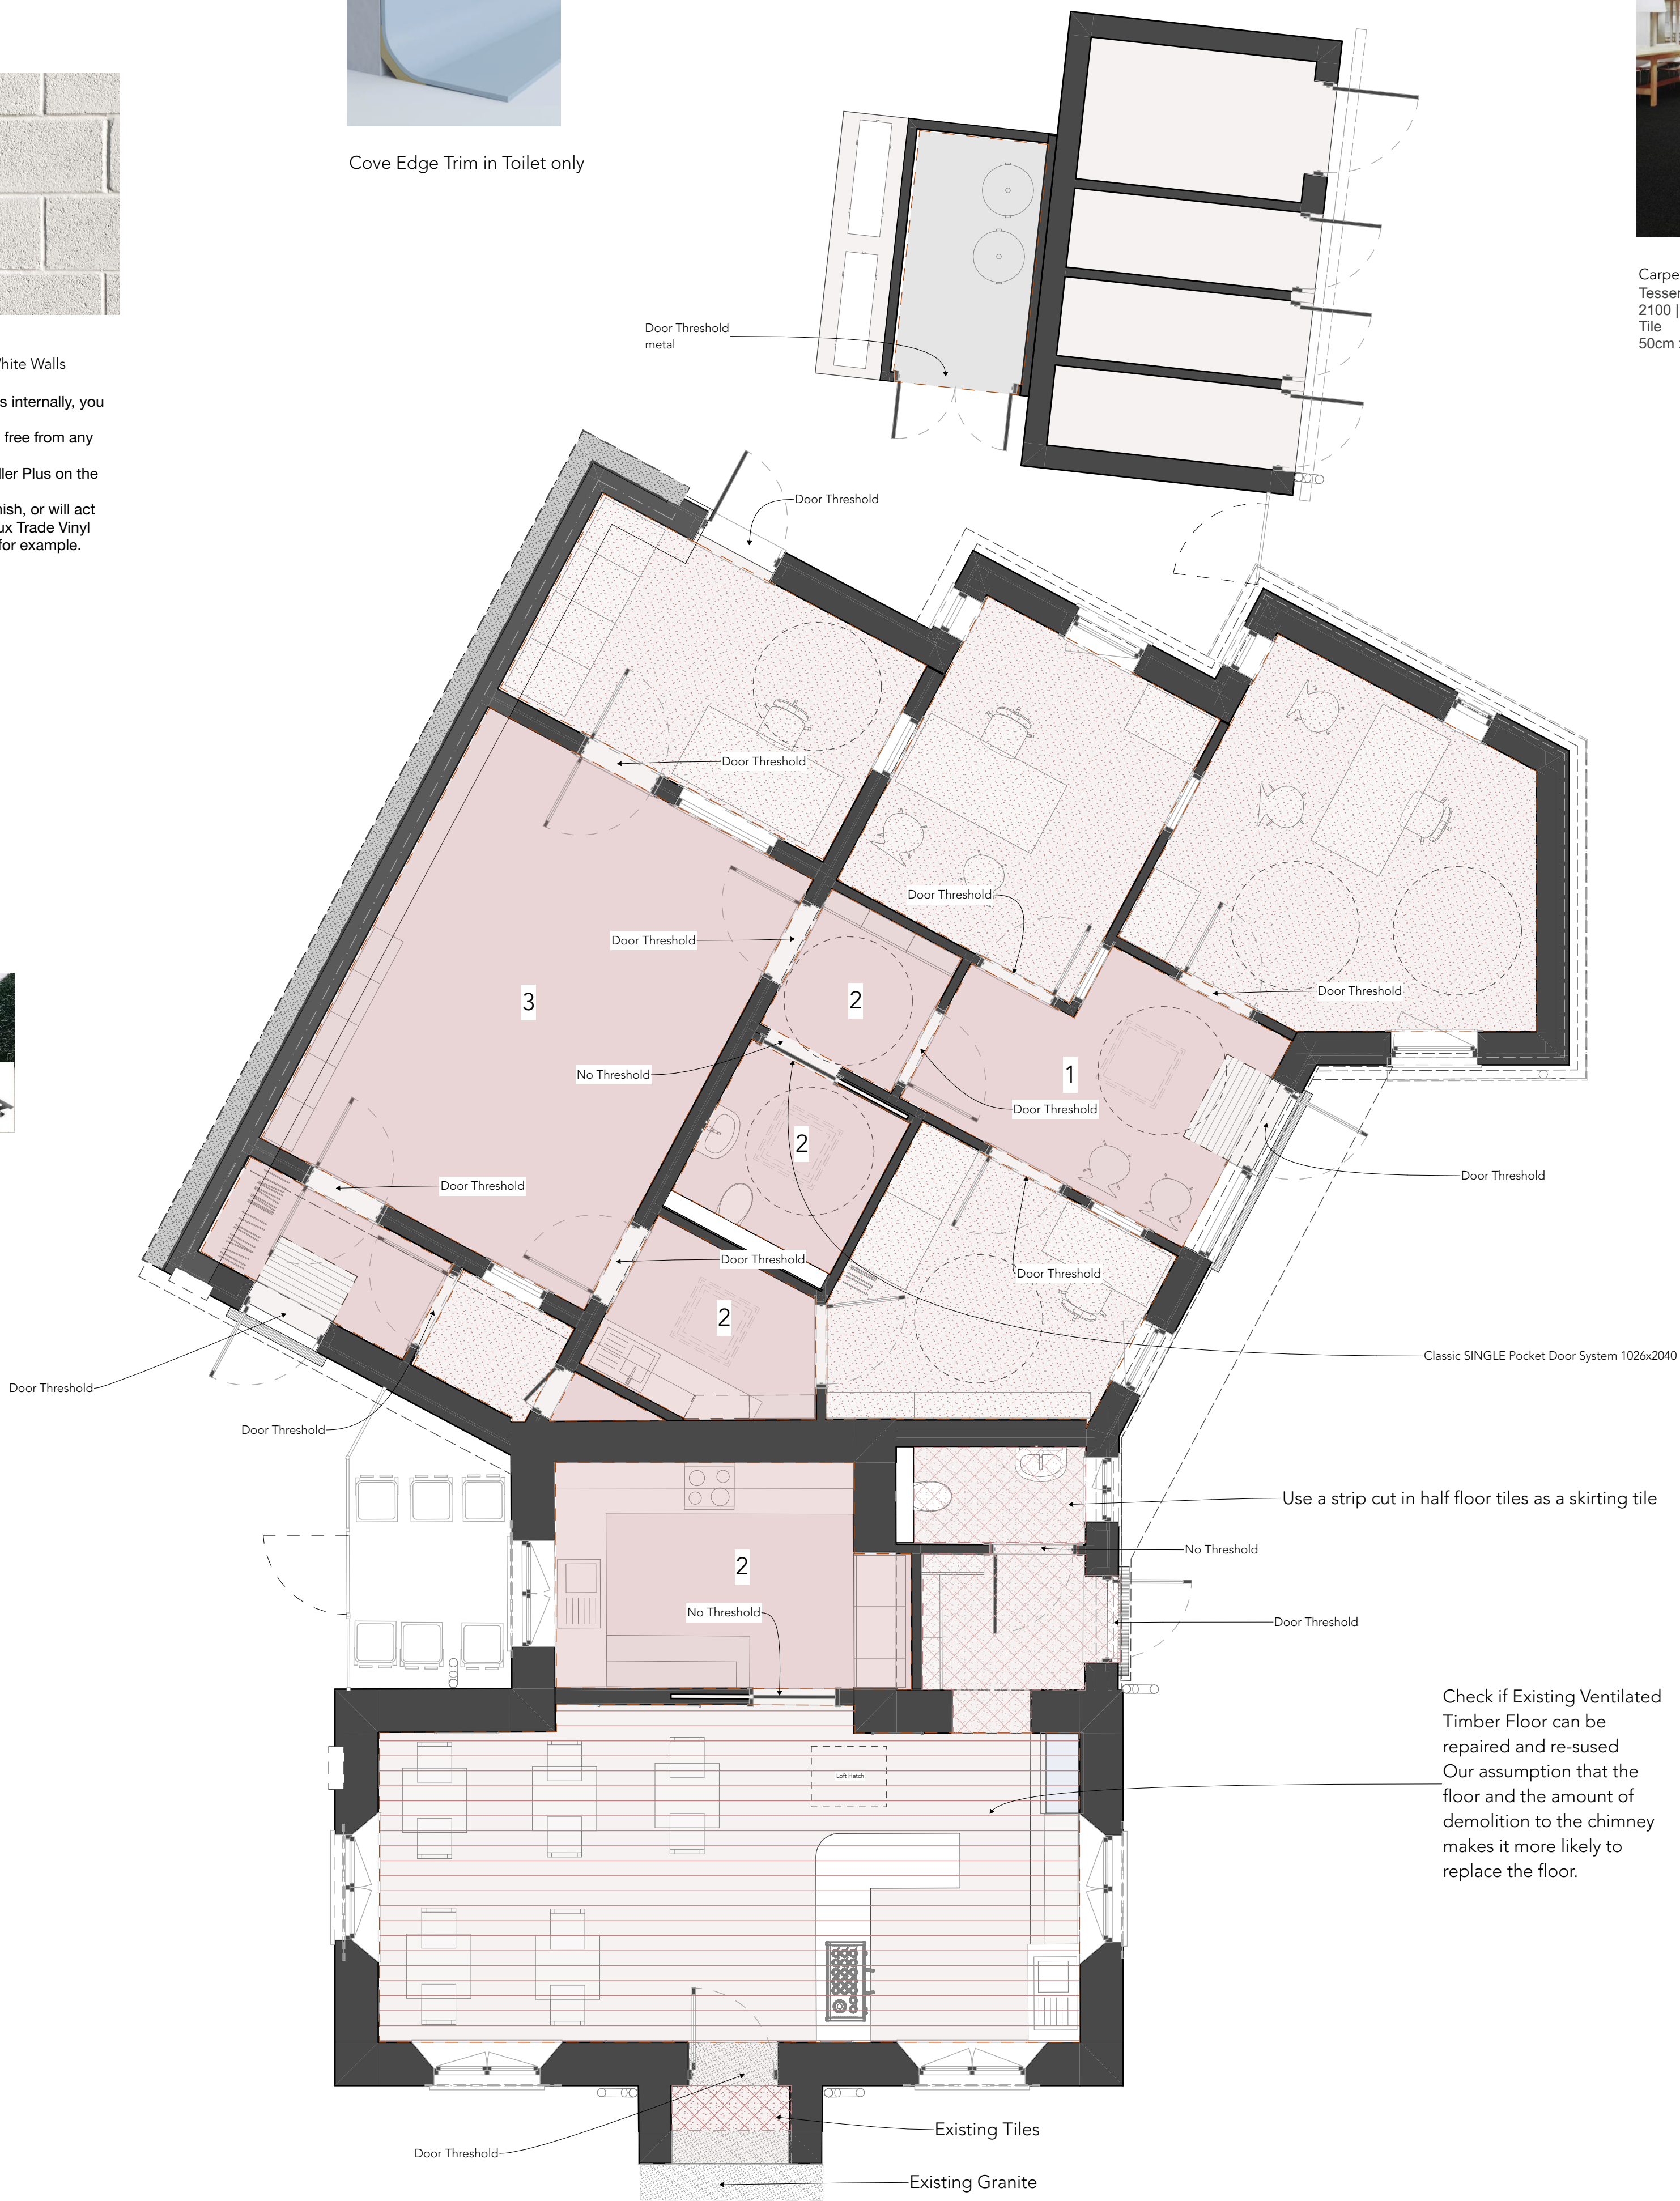 Cove Edge Trim in Toilet only
Carpe
Tesser
2100 |
Tile
50cm
Door Threshold
metal
hite Walls
s internally, you
free from any
ller Plus on the
nish, or will act
ux Trade Vinyl
for example.
Door Threshold
Door Threshold
Door Threshold
Door Threshold
Door Threshold
3
2
No Threshold
1
Door Threshold
2
Door Threshold
Door Threshold
Door Threshold
Door Threshold
2
Classic SINGLE Pocket Door System 1026x2040
Door Threshold
Door Threshold
Use a strip cut in half floor tiles as a skirting tile
No Threshold
2
No Threshold
Door Threshold
Check if Existing Ventilated
Timber Floor can be
repaired and re-sused
Our assumption that the
floor and the amount of
demolition to the chimney
makes it more likely to
replace the floor.
Loft Hatch
Existing Tiles
Door Threshold
Existing Granite